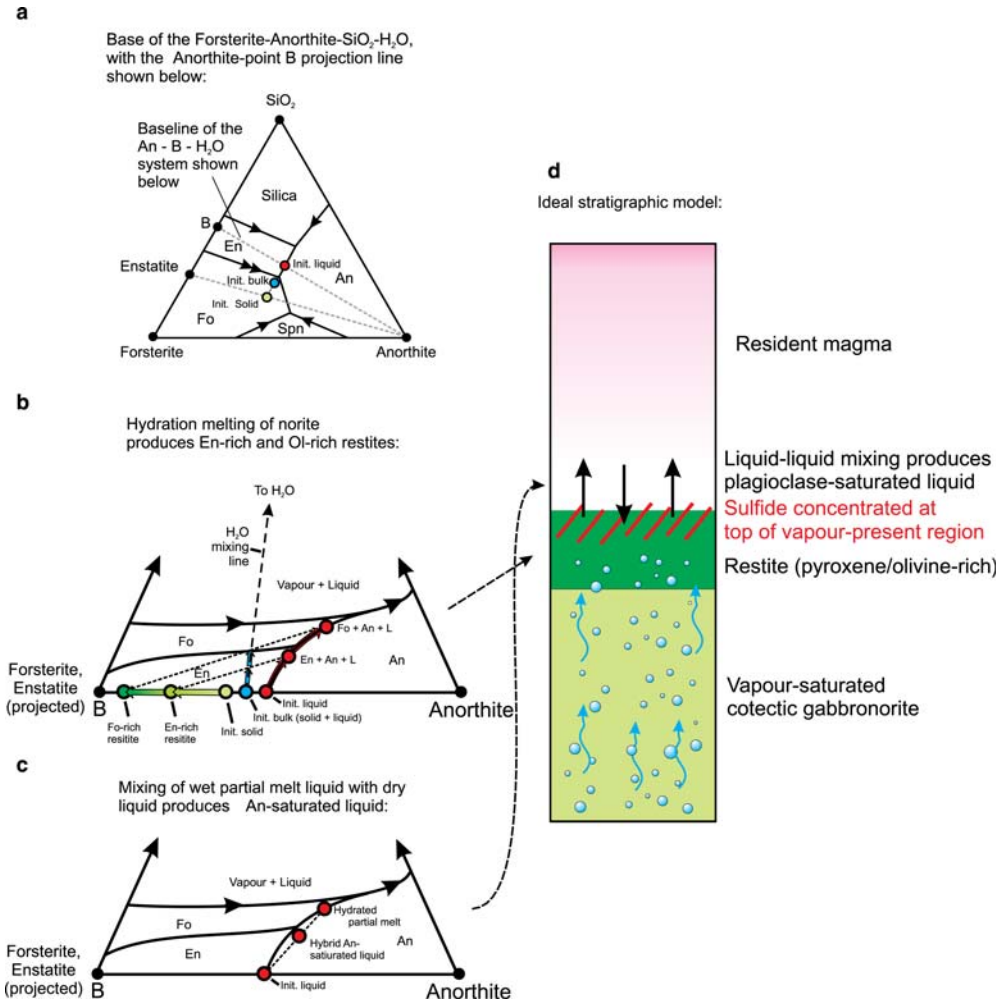 a
Base of the Forsterite-Anorthite-SiO₂-H₂O,
with the Anorthite-point B projection line
shown below:
SiO₂
Baseline of the
An - B - H₂O
system shown
below
Silica
B
En
Enstatite
Init. liquid
An
Init. bulk
Init. Solid
Fo
Spn
Forsterite
Anorthite
b
Hydration melting of norite
produces En-rich and Ol-rich restites:
To H₂O
H₂O
mixing
line
Vapour + Liquid
Fo
Fo + An + L
En
En + An + L
An
Forsterite,
Enstatite
(projected)
B
Anorthite
Init. liquid
Init. bulk (solid + liquid)
Init. solid
Fo-rich
resitite
En-rich
resitite
c
Mixing of wet partial melt liquid with dry
liquid produces An-saturated liquid:
Vapour + Liquid
Hydrated
partial melt
Fo
En
Hybrid An-
saturated liquid
An
Forsterite,
Enstatite
(projected)
B
Init. liquid
Anorthite
d
Ideal stratigraphic model:
Resident magma
Liquid-liquid mixing produces
plagioclase-saturated liquid
Sulfide concentrated at
top of vapour-present region
Restite (pyroxene/olivine-rich)
Vapour-saturated
cotectic gabbronorite